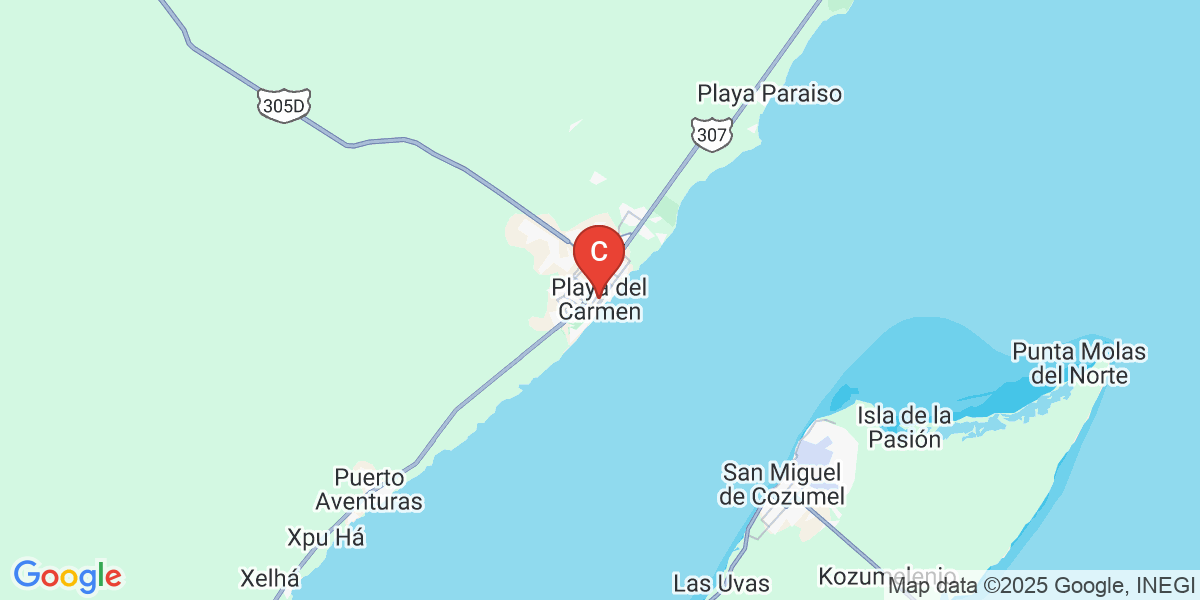 Playa Paraiso
305D
307
C
Playa del
Carmen
Punta Molas
del Norte
Isla de la
Pasión
San Miguel
de Cozumel
Puerto
Aventuras
Xpu Há
Xelhá
Las Uvas
Kozumelenio
Google
Map data ©2025 Google, INEGI